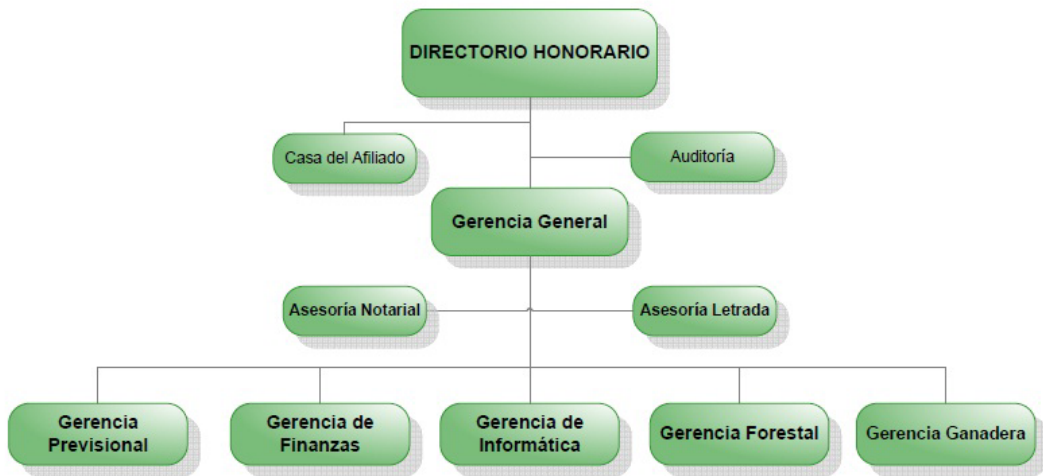 DIRECTORIO HONORARIO
Casa del Afiliado
Auditoría
Gerencia General
Asesoría Notarial
Asesoría Letrada
Gerencia
Previsional
Gerencia de
Finanzas
Gerencia de
Informática
Gerencia Forestal
Gerencia Ganadera